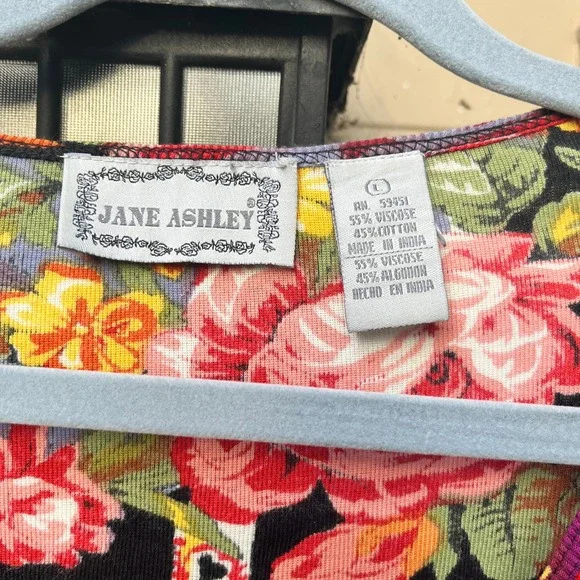 JANE ASHLEY®
L
RN. 59451
55% VISCOSE
45% COTTON
MADE IN INDIA
55% VISCOSE
45% ALGODON
HECHO EN INDIA